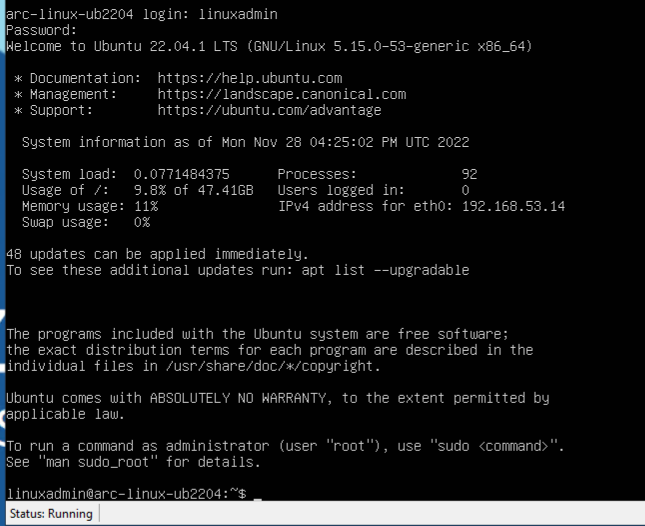 arc-linux-ub2204 login: linuxadmin
Password:
Welcome to Ubuntu 22.04.1 LTS (GNU/Linux 5.15.0-53-generic x86_64)
* Documentation:  https://help.ubuntu.com
* Management:     https://landscape.canonical.com
* Support:        https://ubuntu.com/advantage
System information as of Mon Nov 28 04:25:02 PM UTC 2022
System load:  0.0771484375      Processes:             92
Usage of /:   9.8% of 47.41GB   Users logged in:       0
Memory usage: 11%               IPv4 address for eth0: 192.168.53.14
Swap usage:   0%
48 updates can be applied immediately.
To see these additional updates run: apt list --upgradable
The programs included with the Ubuntu system are free software;
the exact distribution terms for each program are described in the
individual files in /usr/share/doc/*/copyright.
Ubuntu comes with ABSOLUTELY NO WARRANTY, to the extent permitted by
applicable law.
To run a command as administrator (user "root"), use "sudo <command>".
See "man sudo_root" for details.
linuxadmin@arc-linux-ub2204:~$ _
Status: Running